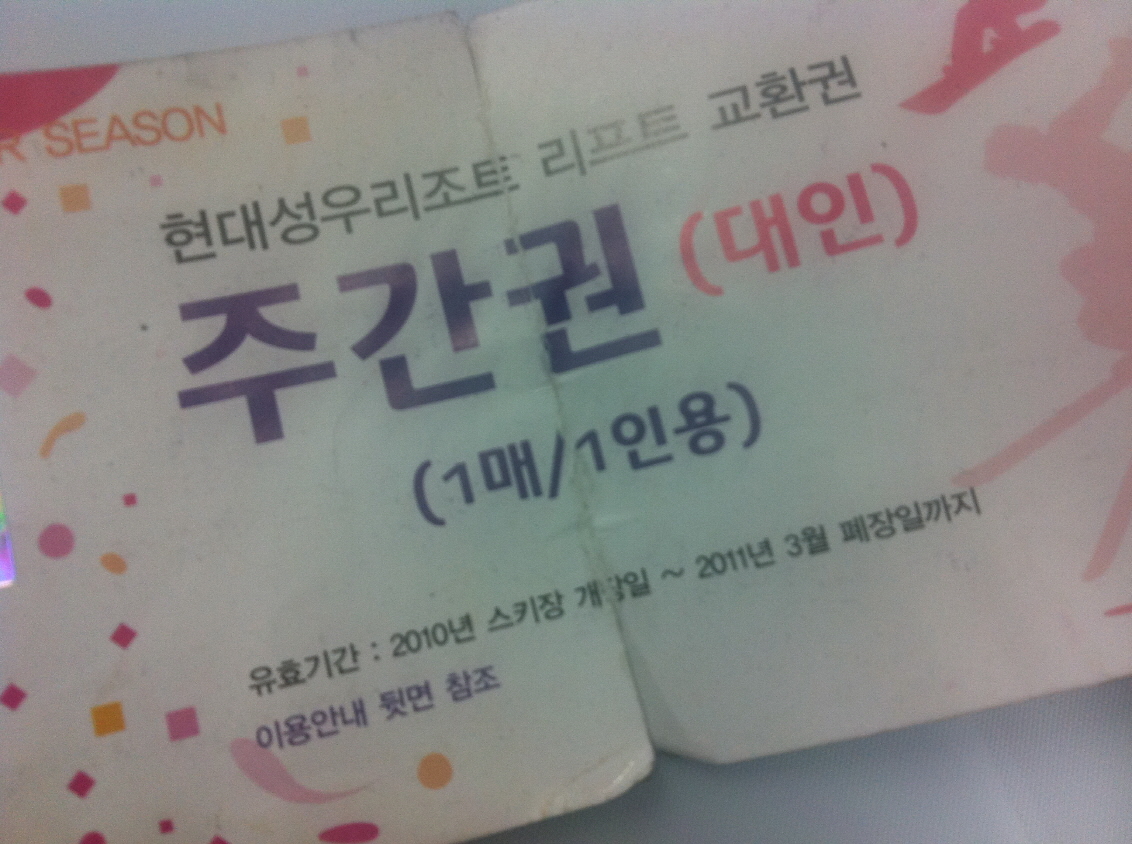 R SEASON
현대성우리조트 리프트 교환권
주간권 (대인)
(1매/1인용)
유효기간 : 2010년 스키장 개장일 ~ 2011년 3월 폐장일까지
이용안내 뒷면 참조